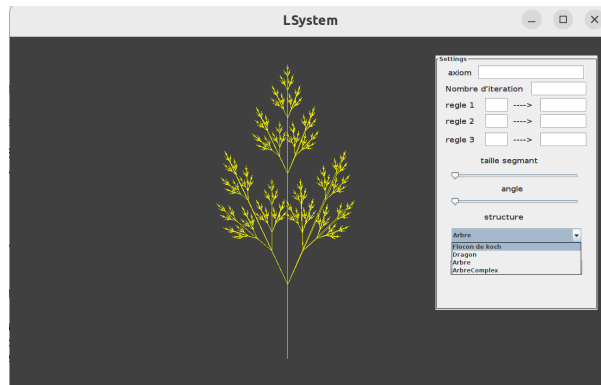 LSystem
Settings
axiom
Nombre d'iteration
regle 1 ---->
regle 2 ---->
regle 3 ---->
taille segmant
angle
structure
Arbre
Flocon de koch
Dragon
Arbre
ArbreComplex